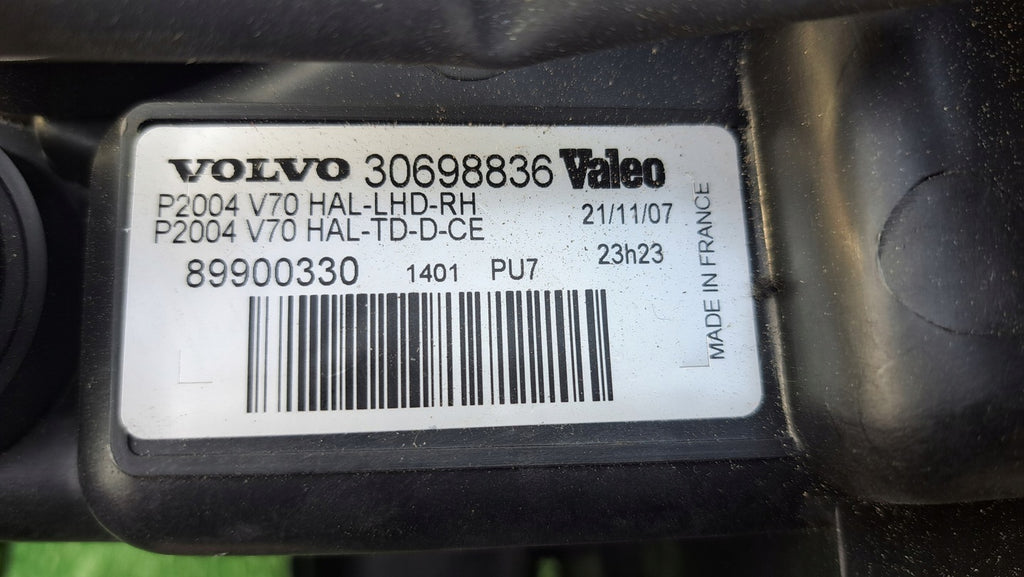 VOLVO 30698836 Valeo
P2004 V70 HAL-LHD-RH 21/11/07
P2004 V70 HAL-TD-D-CE
89900330 1401 PU7 23h23
MADE IN FRANCE